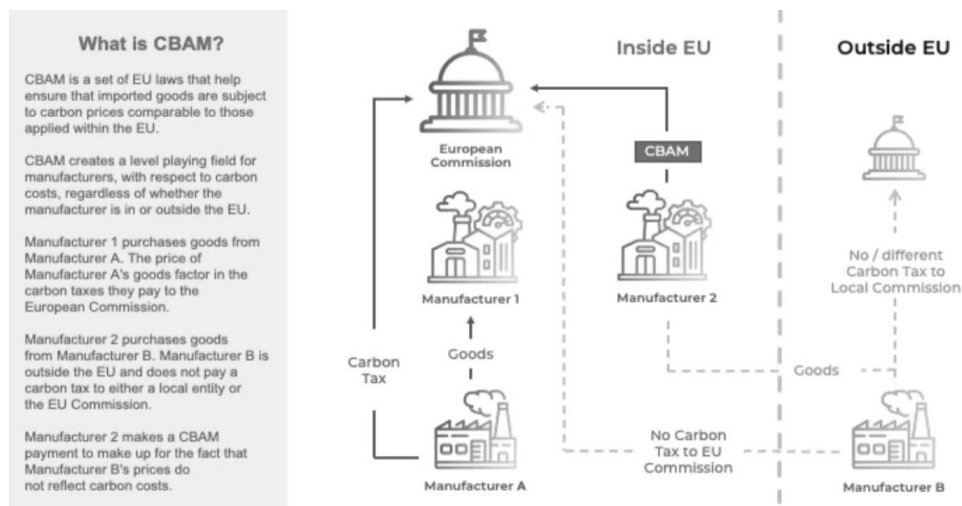 What is CBAM?
CBAM is a set of EU laws that help
ensure that imported goods are subject
to carbon prices comparable to those
applied within the EU.
CBAM creates a level playing field for
manufacturers, with respect to carbon
costs, regardless of whether the
manufacturer is in or outside the EU.
Manufacturer 1 purchases goods from
Manufacturer A. The price of
Manufacturer A's goods factor in the
carbon taxes they pay to the
European Commission.
Manufacturer 2 purchases goods
from Manufacturer B. Manufacturer B is
outside the EU and does not pay a
carbon tax to either a local entity or
the EU Commission.
Manufacturer 2 makes a CBAM
payment to make up for the fact that
Manufacturer B's prices do
not reflect carbon costs.
Inside EU
Outside EU
European
Commission
CBAM
Manufacturer 1
Manufacturer 2
No / different
Carbon Tax to
Local Commission
Carbon
Tax
Goods
Goods
No Carbon
Tax to EU
Commission
Manufacturer A
Manufacturer B